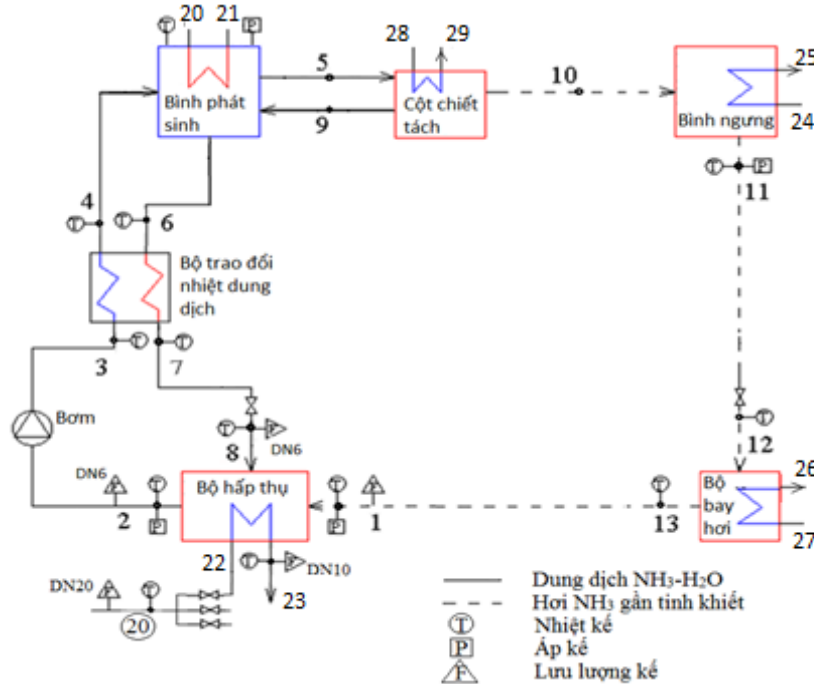 T
20
21
P
28
29
25
5
10
Bình phát
sinh
Cột chiết
tách
Bình ngưng
24
9
4
T
T
6
T
P
11
Bộ trao đổi
nhiệt dung
dịch
T
T
3
7
Bơm
T
F
8
DN6
T
12
DN6
F
T
2
P
Bộ hấp thụ
T
F
P
1
T
13
Bộ
bay
hơi
26
27
22
T
F
DN10
23
DN20
F
T
20
Dung dịch NH₃-H₂O
Hơi NH₃ gần tinh khiết
T
Nhiệt kế
P
Áp kế
F
Lưu lượng kế